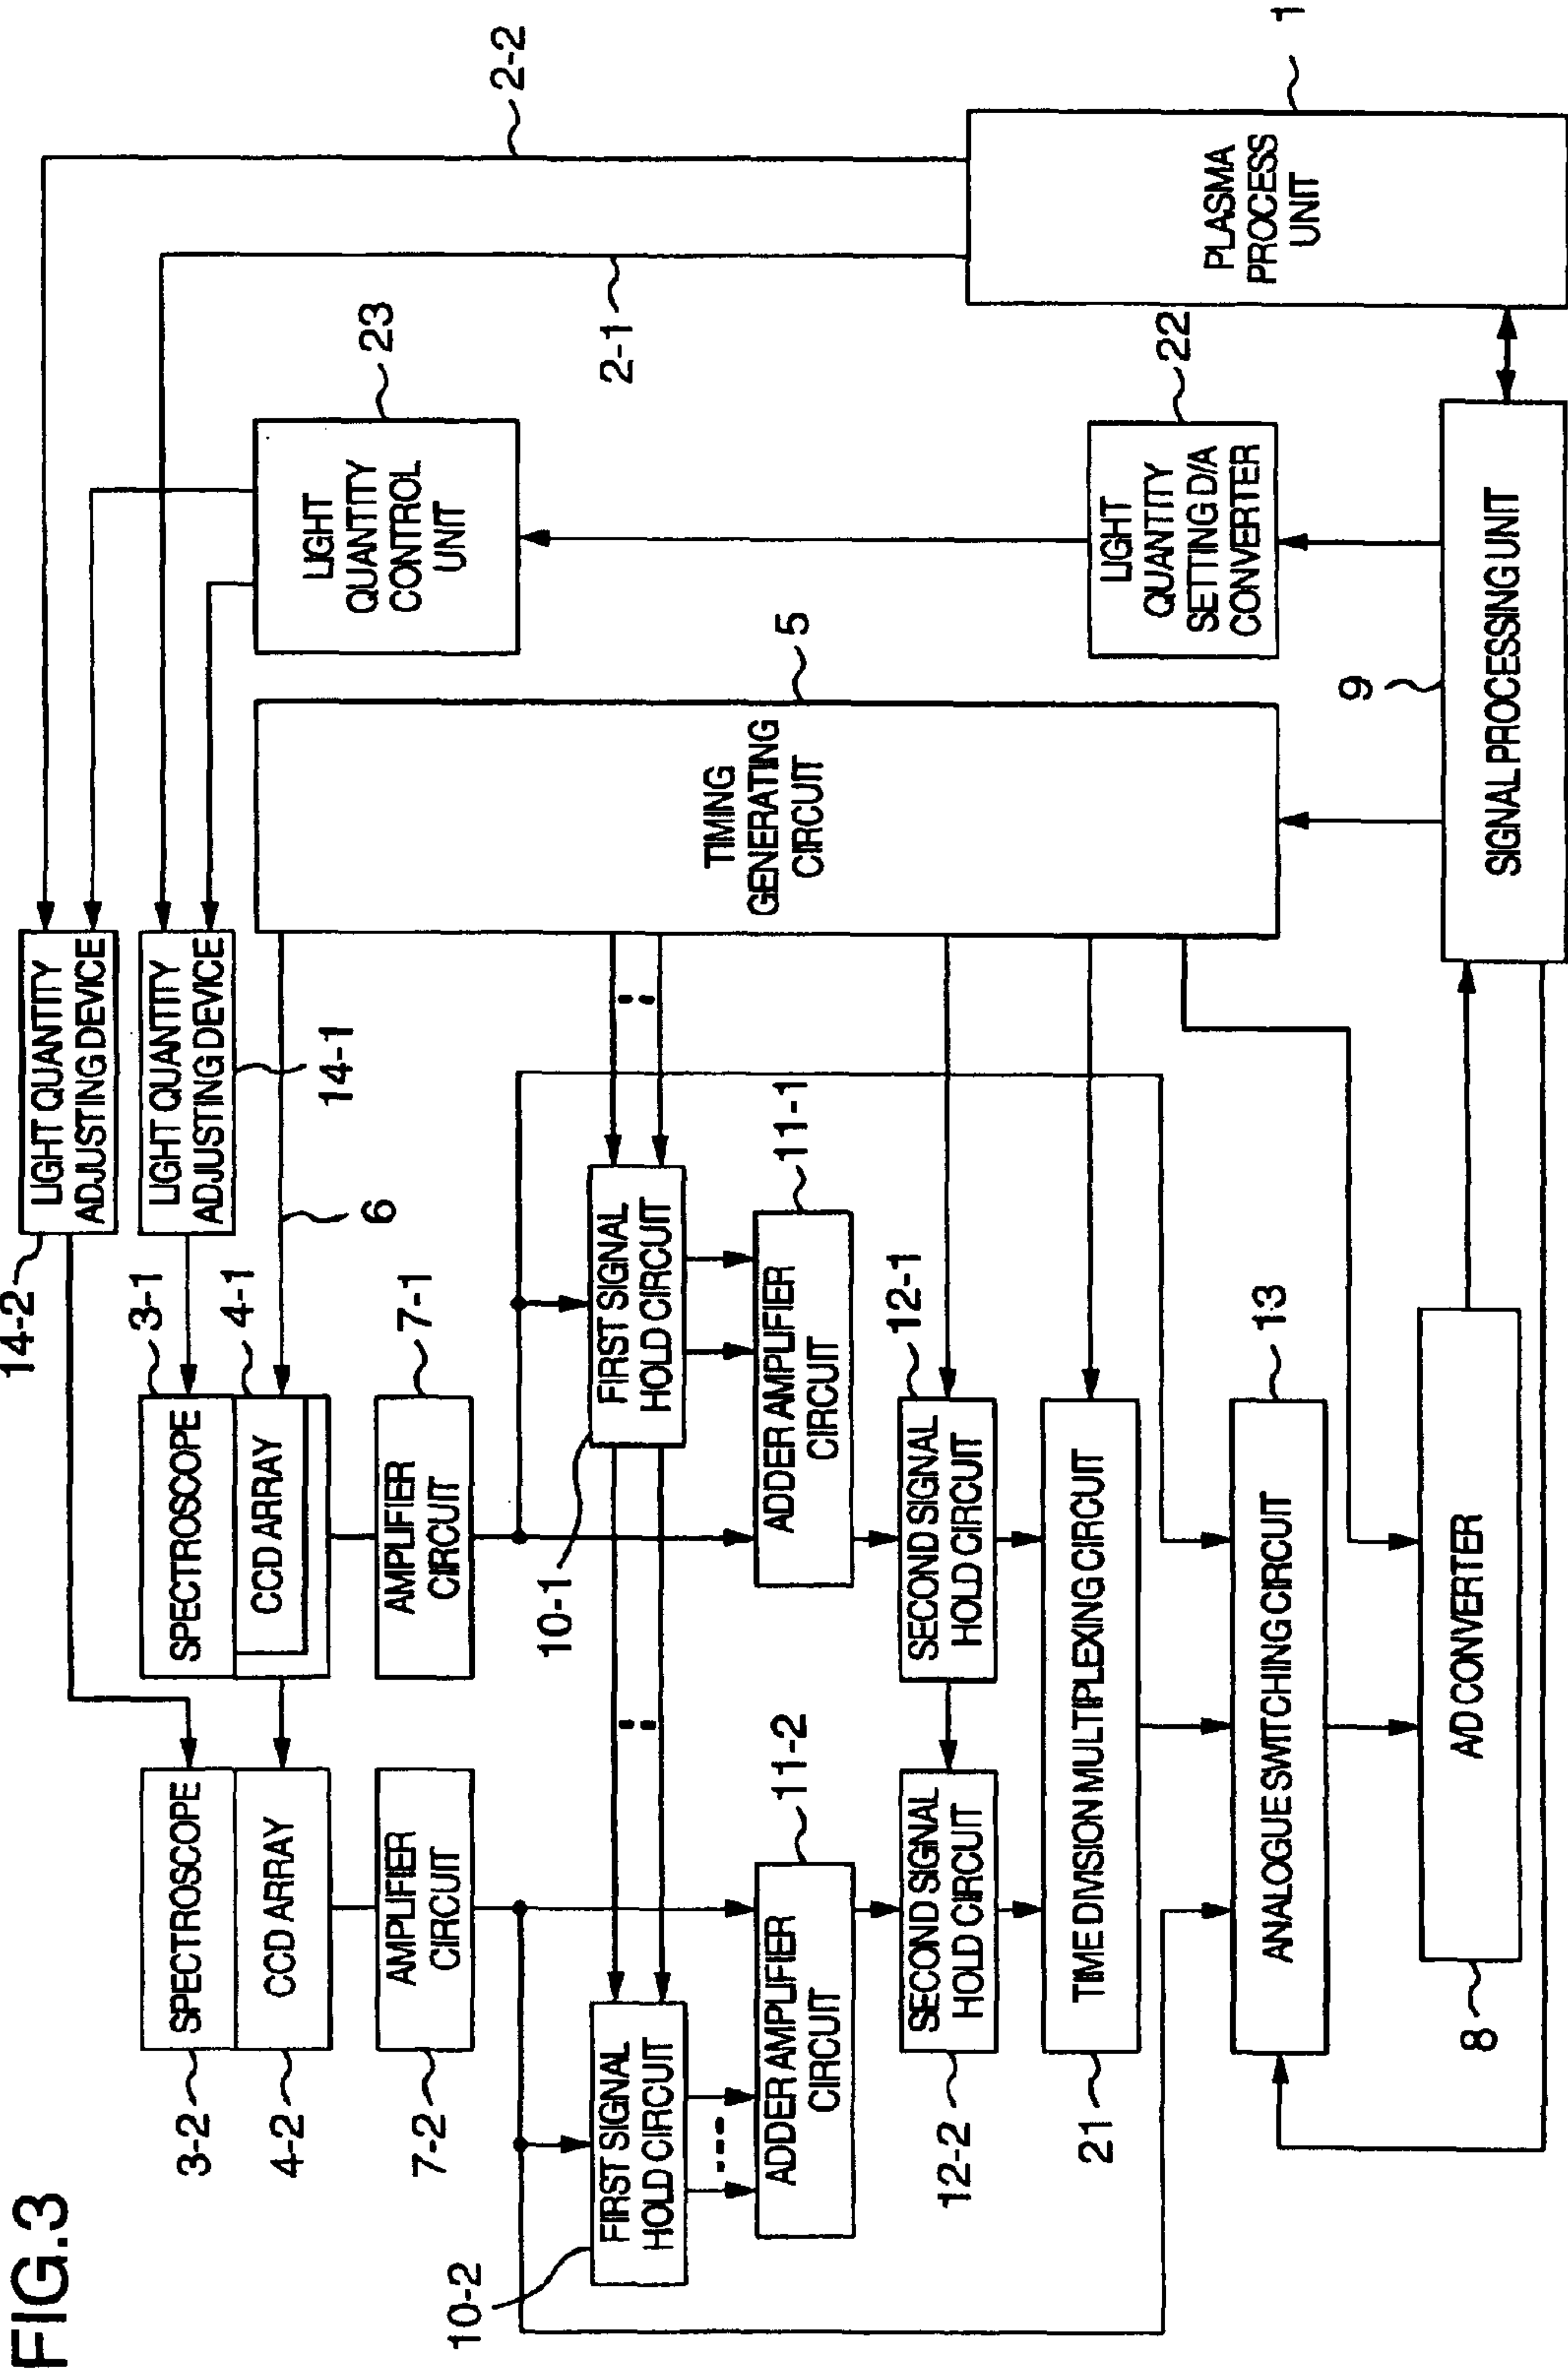 FIG.3
14-2
LIGHT QUANTITY
ADJUSTING DEVICE
2-2
3-2
SPECTROSCOPE
3-1
SPECTROSCOPE
LIGHT QUANTITY
ADJUSTING DEVICE
14-1
4-2
CCD ARRAY
4-1
CCD ARRAY
6
LIGHT
QUANTITY
CONTROL
UNIT
23
2-1
7-2
AMPLIFIER
CIRCUIT
AMPLIFIER
CIRCUIT
7-1
10-2
FIRST SIGNAL
HOLD CIRCUIT
10-1
FIRST SIGNAL
HOLD CIRCUIT
TIMING
GENERATING
CIRCUIT
5
ADDER AMPLIFIER
CIRCUIT
11-2
ADDER AMPLIFIER
CIRCUIT
11-1
12-2
SECOND SIGNAL
HOLD CIRCUIT
SECOND SIGNAL
HOLD CIRCUIT
12-1
21
TIME DIVISION MULTIPLEXING CIRCUIT
LIGHT
QUANTITY
SETTING D/A
CONVERTER
22
PLASMA
PROCESS
UNIT
1
ANALOGUE SWITCHING CIRCUIT
13
8
A/D CONVERTER
9
SIGNAL PROCESSING UNIT